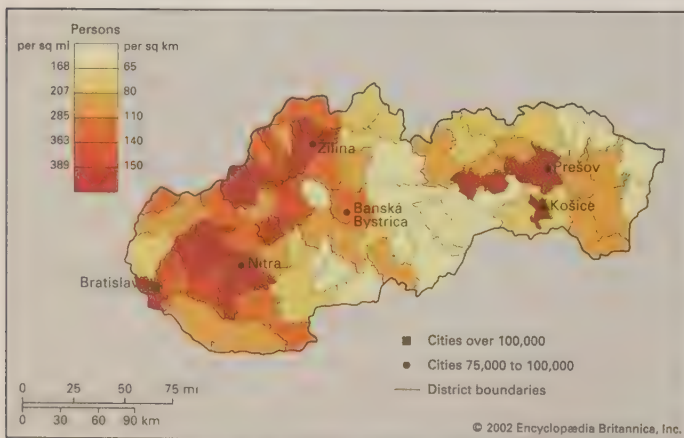 Persons
per sq mi per sq km
168 65
207 80
285 110
363 140
389 150
Žilina
Prešov
Košice
Banská
Bystrica
Nitra
Bratislava
Cities over 100,000
Cities 75,000 to 100,000
District boundaries
0 25 50 75 mi
0 30 60 90 km
© 2002 Encyclopædia Britannica, Inc.